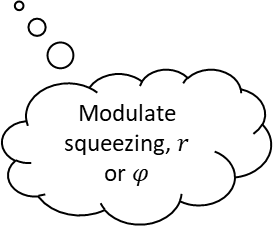 Modulate
squeezing, r
or φ